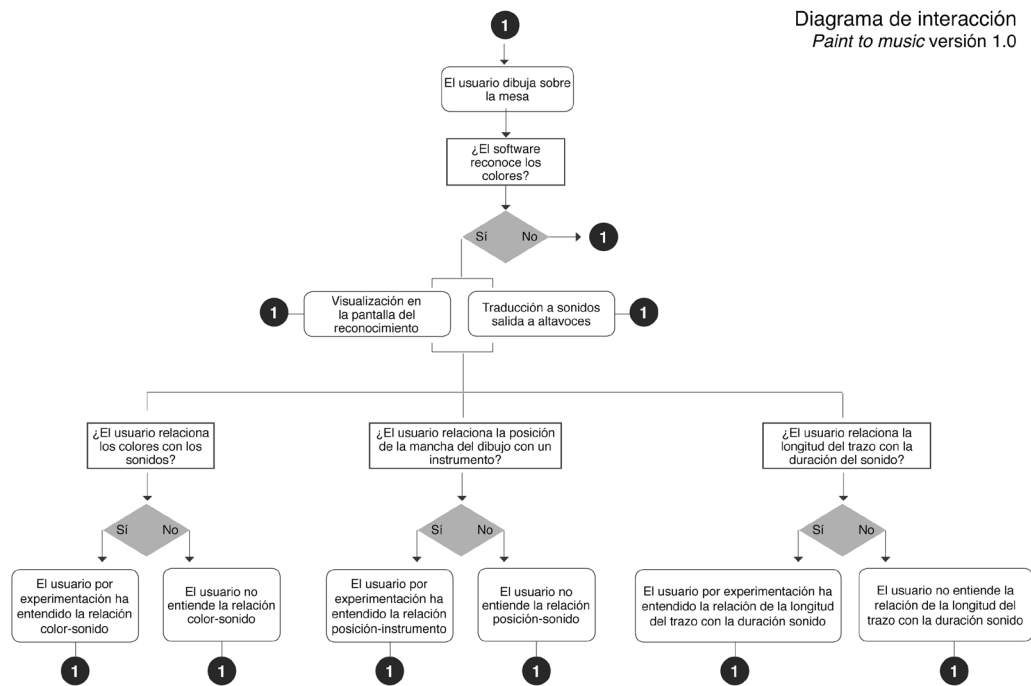 Diagrama de interacción
Paint to music versión 1.0
1
El usuario dibuja sobre
la mesa
¿El software
reconoce los
colores?
Sí No
1
1
Visualización en
la pantalla del
reconocimiento
Traducción a sonidos
salida a altavoces
1
¿El usuario relaciona
los colores con los
sonidos?
¿El usuario relaciona la posición
de la mancha del dibujo con un
instrumento?
¿El usuario relaciona la
longitud del trazo con la
duración del sonido?
Sí No
Sí No
Sí No
El usuario por
experimentación ha
entendido la relación
color-sonido
El usuario no
entiende la relación
color-sonido
El usuario por
experimentación ha
entendido la relación
posición-instrumento
El usuario no
entiende la relación
posición-sonido
El usuario por experimentación ha
entendido la relación de la longitud
del trazo con la duración sonido
El usuario no entiende la
relación de la longitud del
trazo con la duración sonido
1
1
1
1
1
1